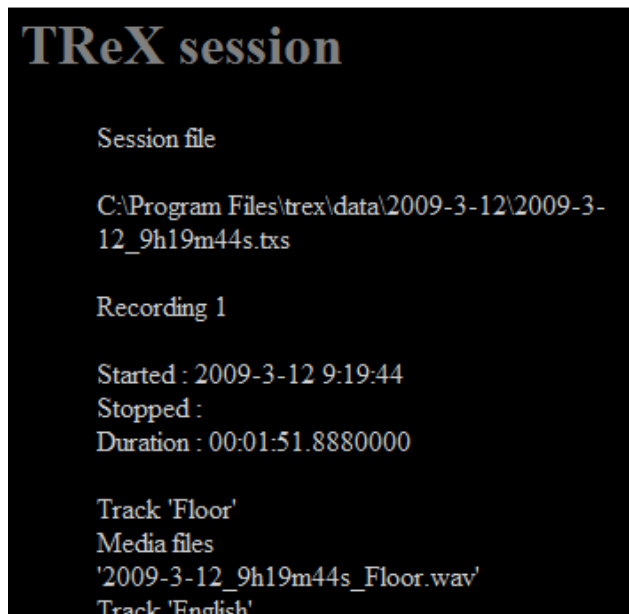 TReX session
Session file
C:\Program Files\trex\data\2009-3-12\2009-3-
12_9h19m44s.txs
Recording 1
Started : 2009-3-12 9:19:44
Stopped :
Duration : 00:01:51.8880000
Track 'Floor'
Media files
'2009-3-12_9h19m44s_Floor.wav'
Track 'English'